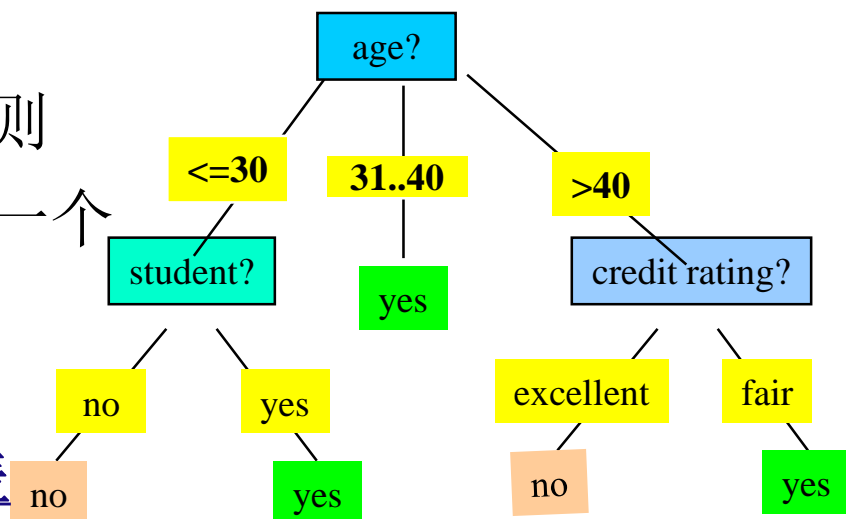 age?
则
<=30
31..40
>40
一个
student?
yes
credit rating?
no
yes
excellent
fair
no
yes
no
yes